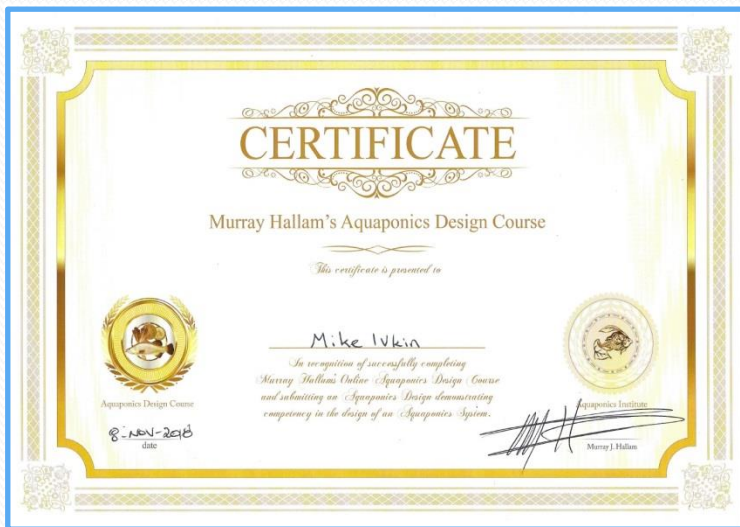 CERTIFICATE
Murray Hallam's Aquaponics Design Course
This certificate is presented to
Mike Ivkin
In recognition of successfully completing
Murray Hallam's Online Aquaponics Design Course
and submitting an Aquaponics Design demonstrating
competency in the design of an Aquaponics System.
Aquaponics Design Course
Aquaponics Institute
8-NOV-2018
date
Murray J. Hallam